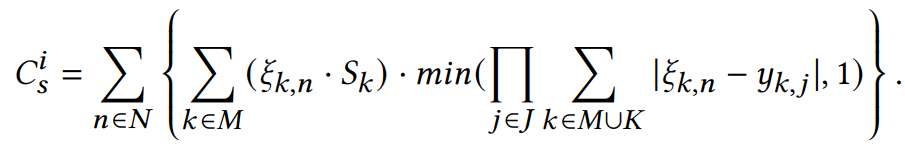 C_s^i = \sum_{n \in N} \left\{ \sum_{k \in M} (\xi_{k,n} \cdot S_k) \cdot min(\prod_{j \in J} \sum_{k \in M \cup K} |\xi_{k,n} - y_{k,j}|, 1) \right\}.